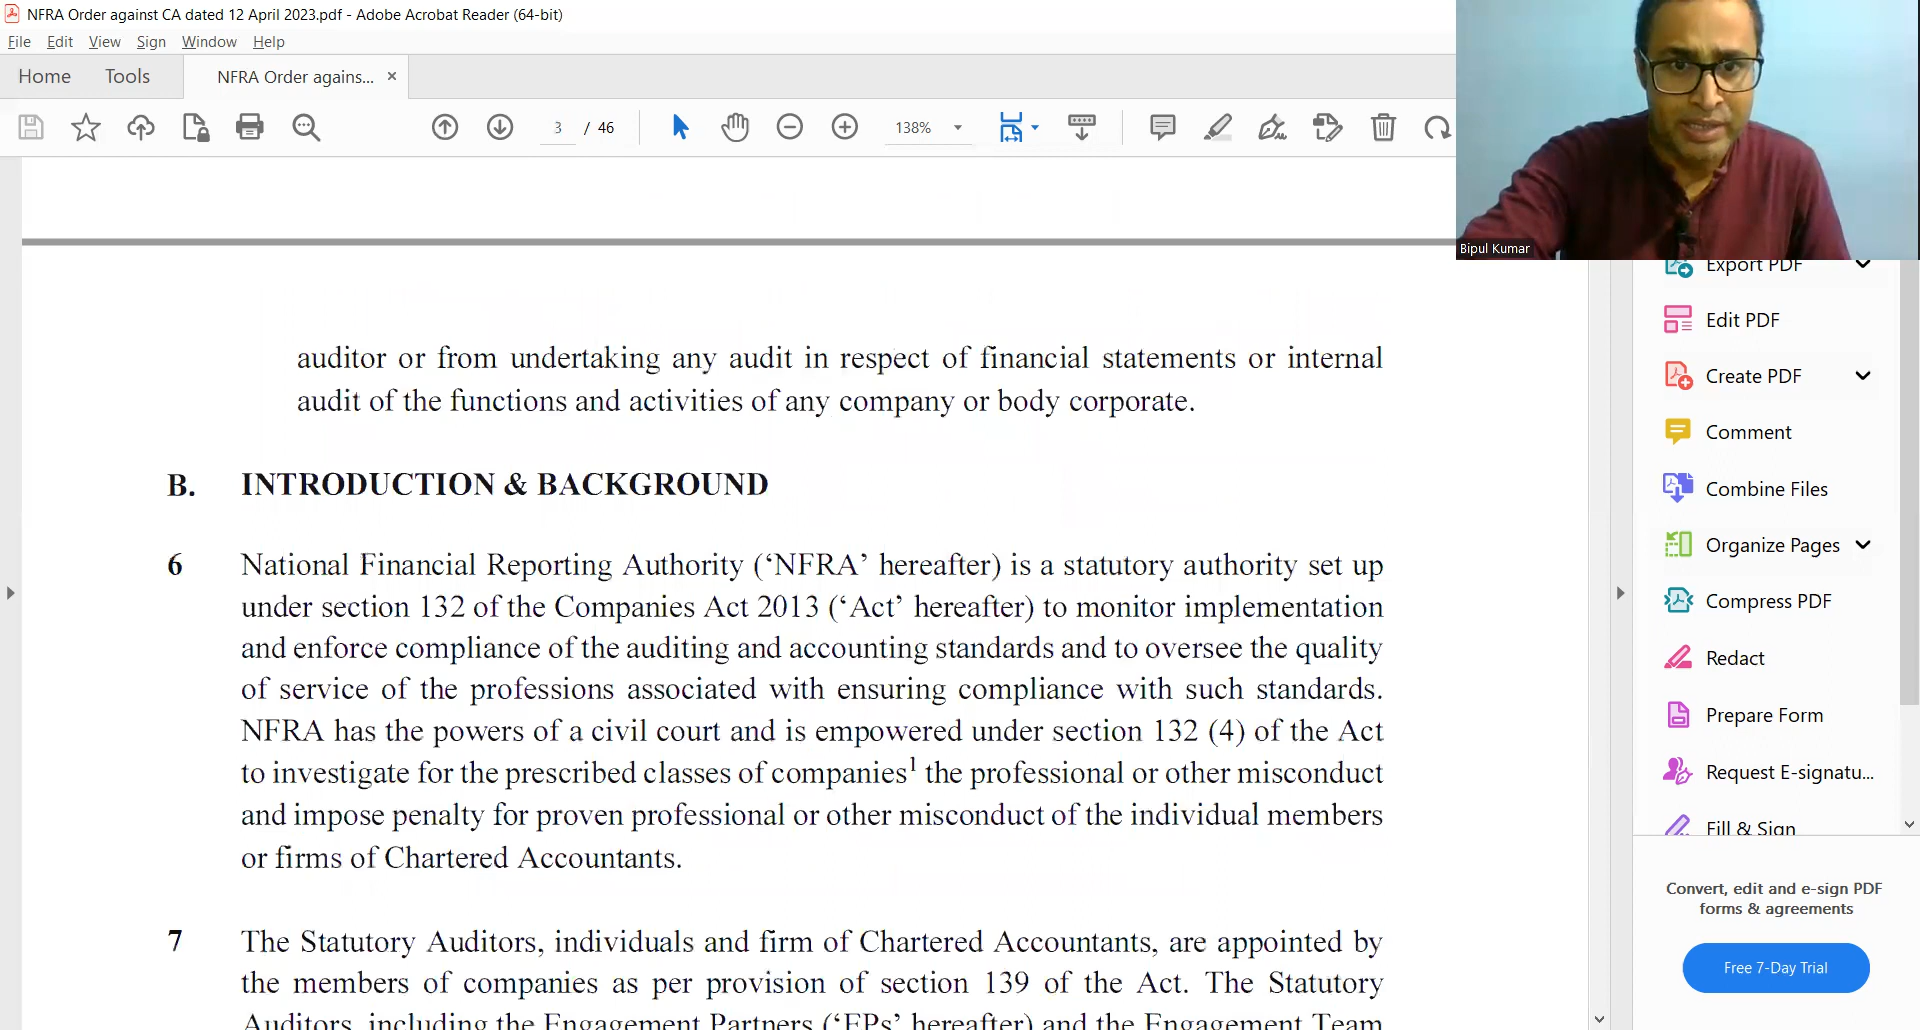 NFRA Order against CA dated 12 April 2023.pdf - Adobe Acrobat Reader (64-bit)
File Edit View Sign Window Help
Home Tools NFRA Order agains... ×
3 / 46 138%
Bipul Kumar
auditor or from undertaking any audit in respect of financial statements or internal
audit of the functions and activities of any company or body corporate.
B. INTRODUCTION & BACKGROUND
6 National Financial Reporting Authority (‘NFRA’ hereafter) is a statutory authority set up
under section 132 of the Companies Act 2013 (‘Act’ hereafter) to monitor implementation
and enforce compliance of the auditing and accounting standards and to oversee the quality
of service of the professions associated with ensuring compliance with such standards.
NFRA has the powers of a civil court and is empowered under section 132 (4) of the Act
to investigate for the prescribed classes of companies¹ the professional or other misconduct
and impose penalty for proven professional or other misconduct of the individual members
or firms of Chartered Accountants.
7 The Statutory Auditors, individuals and firm of Chartered Accountants, are appointed by
the members of companies as per provision of section 139 of the Act. The Statutory
Auditors, including the Engagement Partners (‘EPs’ hereafter) and the Engagement Team
Export PDF
Edit PDF
Create PDF
Comment
Combine Files
Organize Pages
Compress PDF
Redact
Prepare Form
Request E-signatu...
Fill & Sign
Convert, edit and e-sign PDF
forms & agreements
Free 7-Day Trial